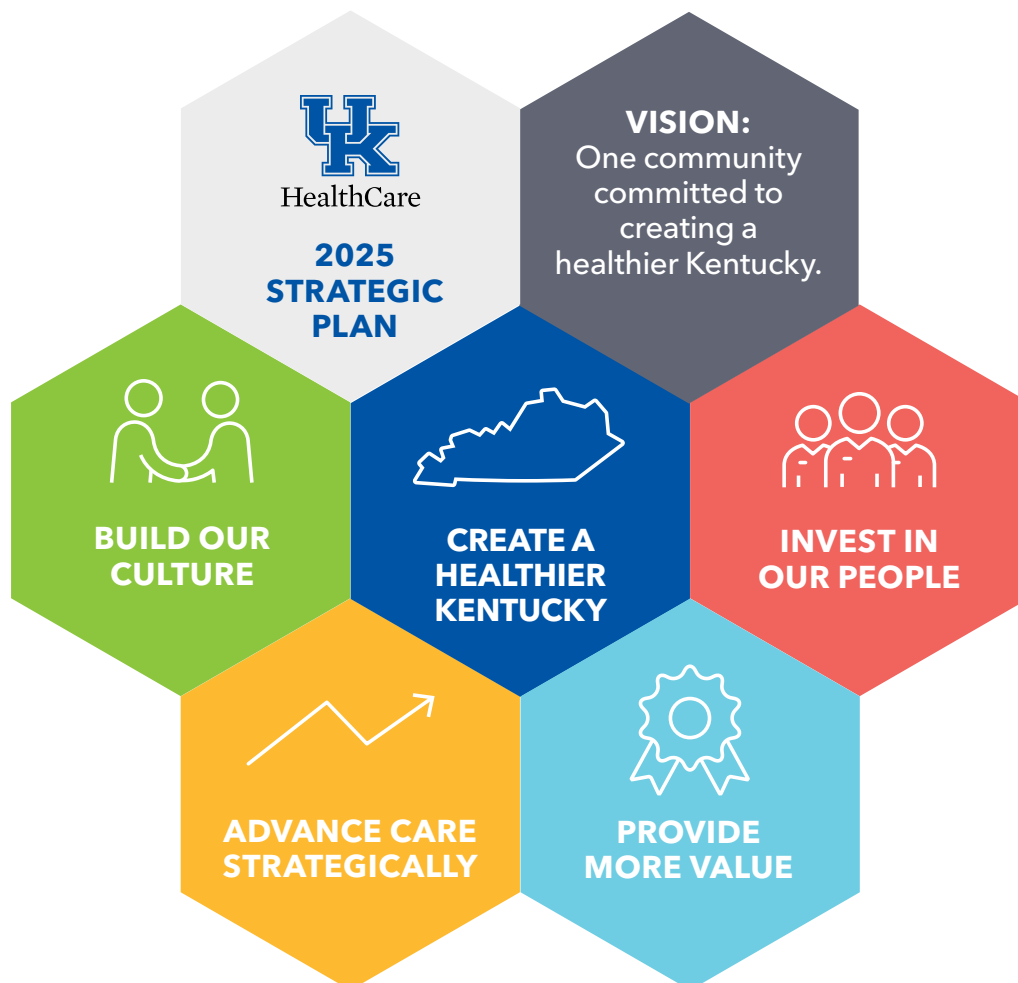 UK
HealthCare
2025
STRATEGIC
PLAN
VISION:
One community
committed to
creating a
healthier Kentucky.
BUILD OUR
CULTURE
CREATE A
HEALTHIER
KENTUCKY
INVEST IN
OUR PEOPLE
ADVANCE CARE
STRATEGICALLY
PROVIDE
MORE VALUE